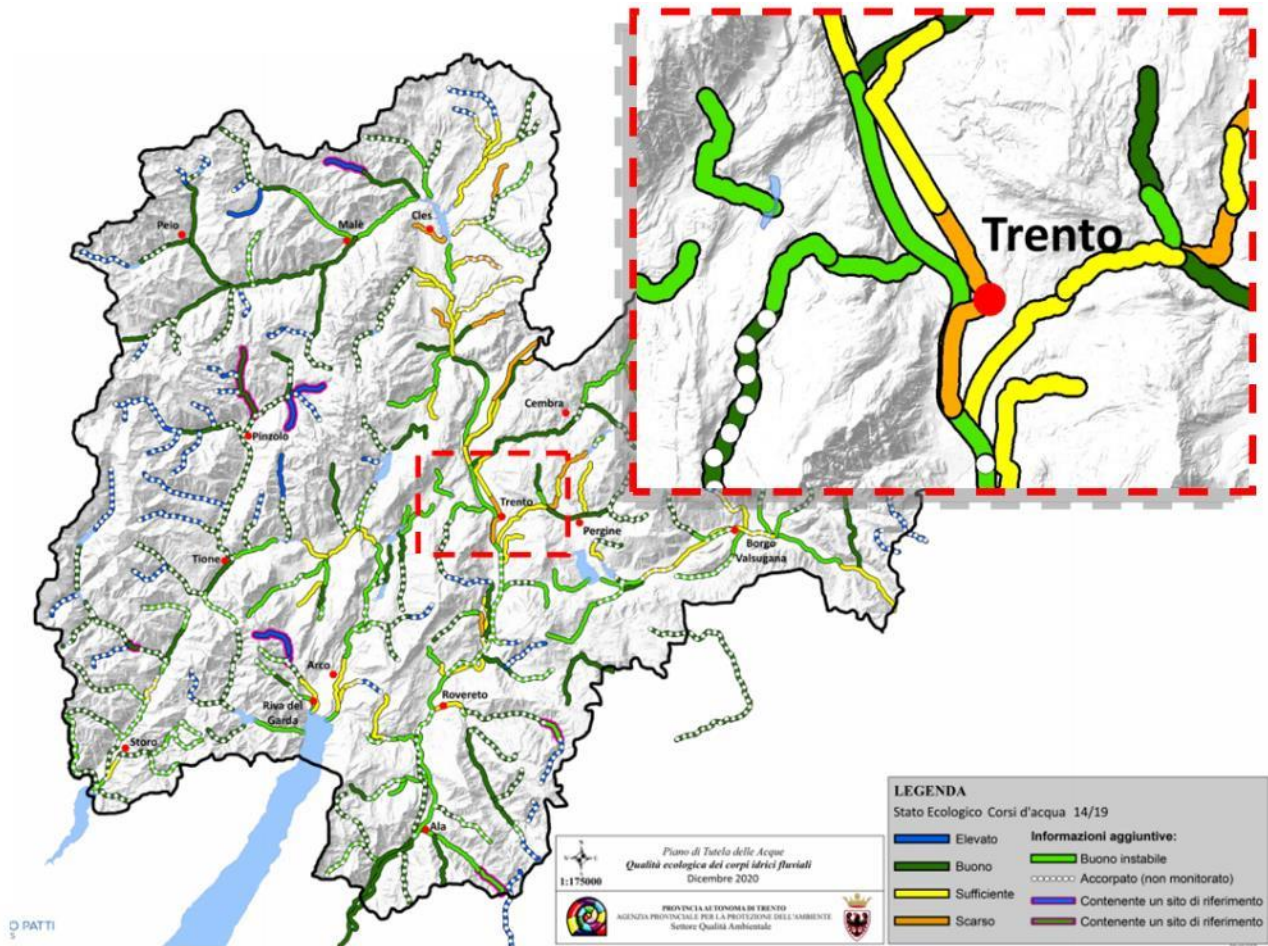 Trento
Peio
Malè
Cles
Cembra
Pinzolo
Trento
Pergine
Borgo
Valsugana
Tione
Arco
Riva del
Garda
Rovereto
Storo
Ala
LEGENDA
Stato Ecologico Corsi d'acqua 14/19
Elevato
Buono
Sufficiente
Scarso
Informazioni aggiuntive:
Buono instabile
Accorpato (non monitorato)
Contenente un sito di riferimento
Contenente un sito di riferimento
1:175000
Piano di Tutela delle Acque
Qualità ecologica dei corpi idrici fluviali
Dicembre 2020
PROVINCIA AUTONOMA DI TRENTO
AGENZIA PROVINCIALE PER LA PROTEZIONE DELL'AMBIENTE
Settore Qualità Ambientale
PATTI